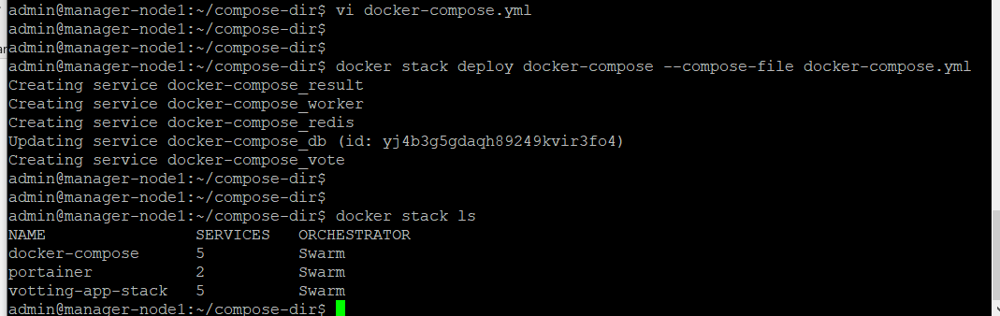 admin@manager-node1:~/compose-dir$ vi docker-compose.yml
admin@manager-node1:~/compose-dir$
admin@manager-node1:~/compose-dir$
admin@manager-node1:~/compose-dir$ docker stack deploy docker-compose --compose-file docker-compose.yml
Creating service docker-compose_result
Creating service docker-compose_worker
Creating service docker-compose_redis
Updating service docker-compose_db (id: yj4b3g5gdaqh89249kvir3fo4)
Creating service docker-compose_vote
admin@manager-node1:~/compose-dir$
admin@manager-node1:~/compose-dir$
admin@manager-node1:~/compose-dir$ docker stack ls
NAME SERVICES ORCHESTRATOR
docker-compose 5 Swarm
portainer 2 Swarm
votting-app-stack 5 Swarm
admin@manager-node1:~/compose-dir$